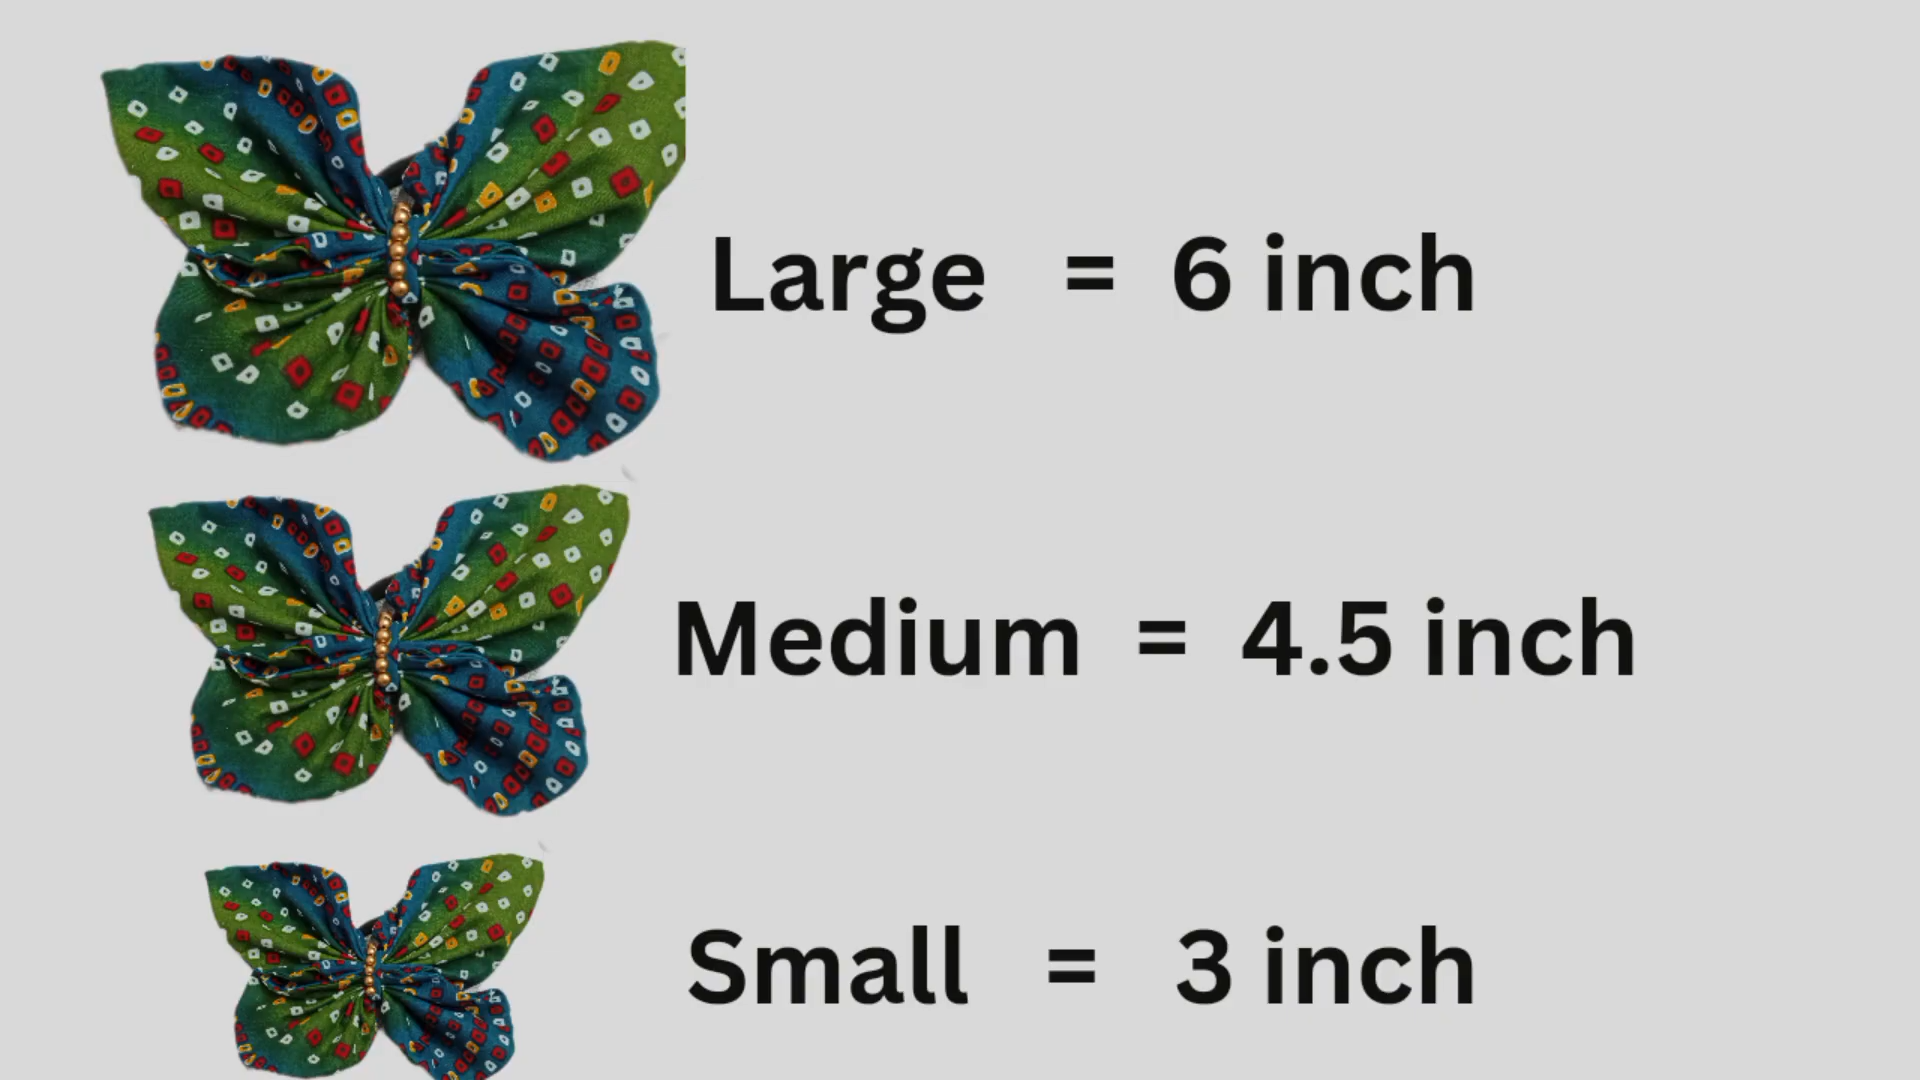 Large = 6 inch
Medium = 4.5 inch
Small = 3 inch